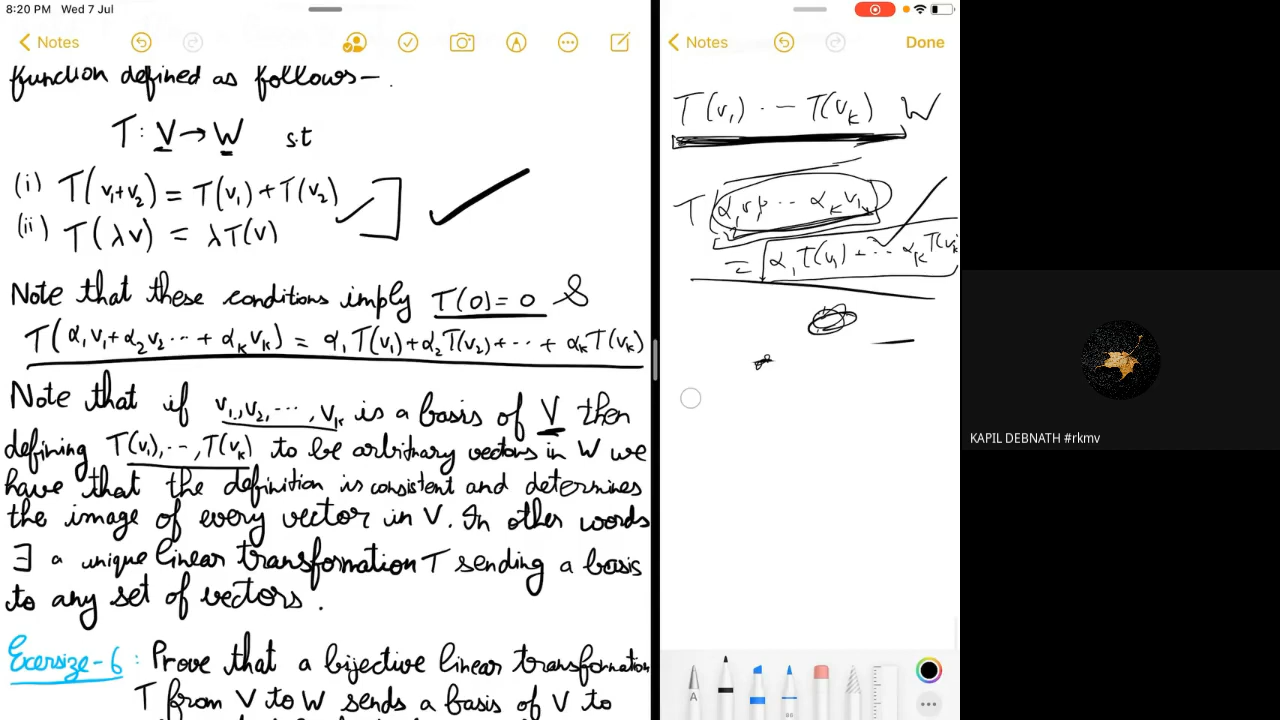 8:20 PM Wed 7 Jul
Notes
function defined as follows—
T: V → W s.t
(i) T(v1+v2) = T(v1)+T(v2)
(ii) T(λv) = λT(v)
Note that these conditions imply T(0)=0 &
T(α1v1+α2v2 ... + αkvk) = α1T(v1)+α2T(v2)+...+ αkT(vk)
Note that if v1,v2,...,vk is a basis of V then
defining T(v1),..,T(vk) to be arbitrary vectors in W we
have that the definition is consistent and determines
the image of every vector in V. In other words
∃ a unique linear transformation T sending a basis
to any set of vectors.
Exersize-6: Prove that a bijective linear transformation
T from V to W sends a basis of V to
Notes
Done
T(v1) .-- T(vk) W
= α1T(v1) +... αkT(vk
A
KAPIL DEBNATH #rkmv